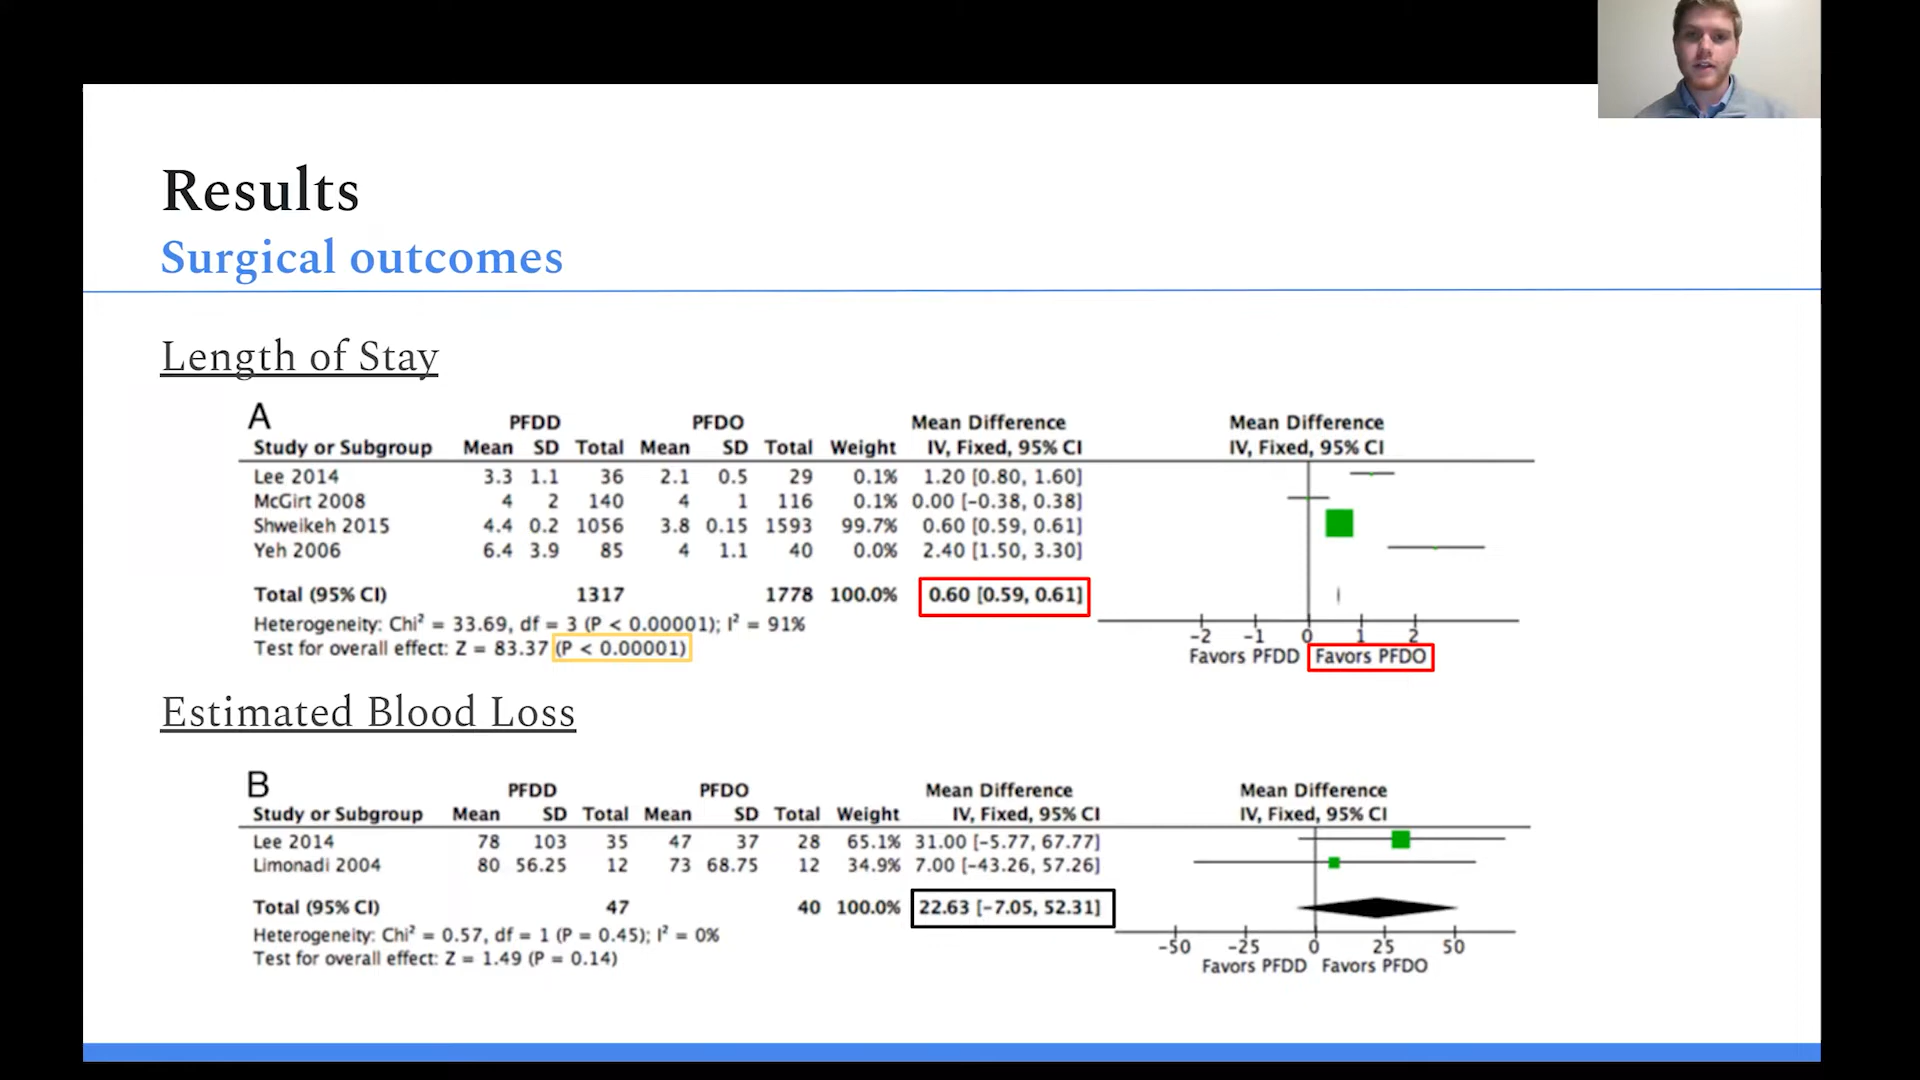 Results
Surgical outcomes
Length of Stay
A
PFDD PFDO Mean Difference Mean Difference
Study or Subgroup Mean SD Total Mean SD Total Weight IV, Fixed, 95% CI IV, Fixed, 95% CI
Lee 2014 3.3 1.1 36 2.1 0.5 29 0.1% 1.20 [0.80, 1.60]
McGirt 2008 4 2 140 4 1 116 0.1% 0.00 [-0.38, 0.38]
Shweikeh 2015 4.4 0.2 1056 3.8 0.15 1593 99.7% 0.60 [0.59, 0.61]
Yeh 2006 6.4 3.9 85 4 1.1 40 0.0% 2.40 [1.50, 3.30]
Total (95% CI) 1317 1778 100.0% 0.60 [0.59, 0.61]
Heterogeneity: Chi² = 33.69, df = 3 (P < 0.00001); I² = 91%
Test for overall effect: Z = 83.37 (P < 0.00001)
-2 -1 0 1 2
Favors PFDD Favors PFDO
Estimated Blood Loss
B
PFDD PFDO Mean Difference Mean Difference
Study or Subgroup Mean SD Total Mean SD Total Weight IV, Fixed, 95% CI IV, Fixed, 95% CI
Lee 2014 78 103 35 47 37 28 65.1% 31.00 [-5.77, 67.77]
Limonadi 2004 80 56.25 12 73 68.75 12 34.9% 7.00 [-43.26, 57.26]
Total (95% CI) 47 40 100.0% 22.63 [-7.05, 52.31]
Heterogeneity: Chi² = 0.57, df = 1 (P = 0.45); I² = 0%
Test for overall effect: Z = 1.49 (P = 0.14)
-50 -25 0 25 50
Favors PFDD Favors PFDO